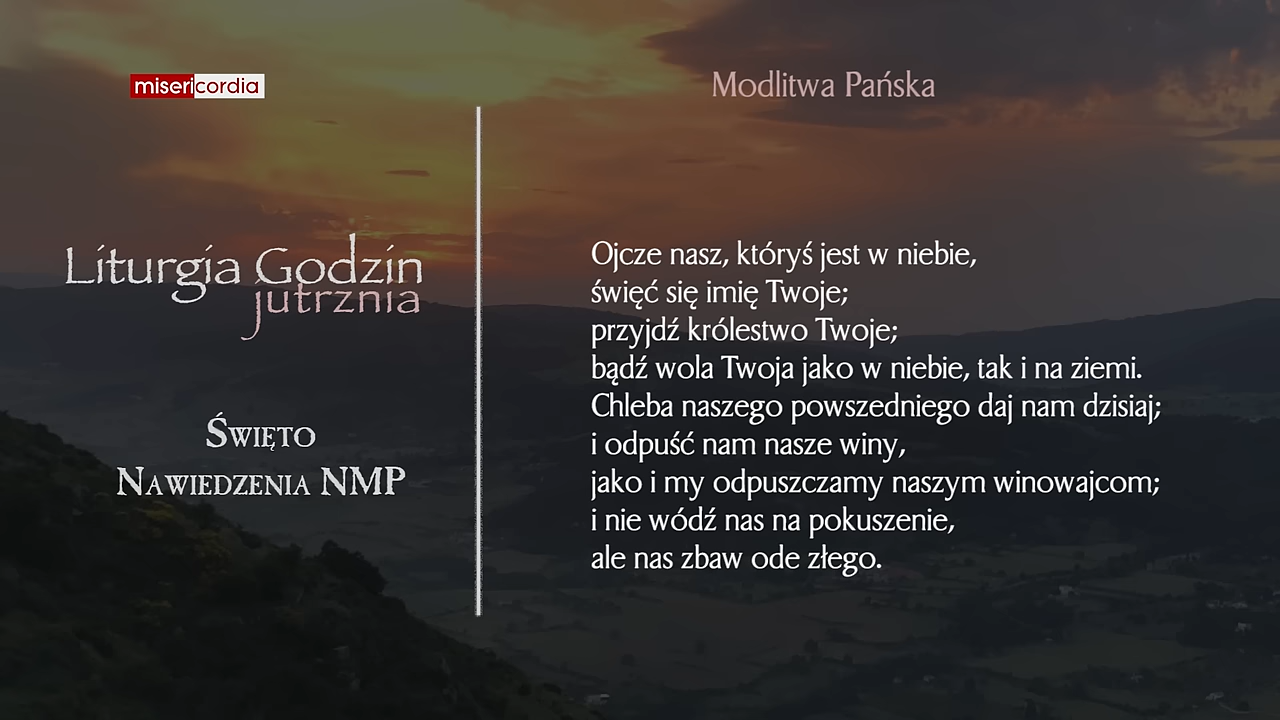 misericordia
Liturgia Godzin
jutrznia
Święto
Nawiedzenia NMP
Modlitwa Pańska
Ojcze nasz, któryś jest w niebie,
święć się imię Twoje;
przyjdź królestwo Twoje;
bądź wola Twoja jako w niebie, tak i na ziemi.
Chleba naszego powszedniego daj nam dzisiaj;
i odpuść nam nasze winy,
jako i my odpuszczamy naszym winowajcom;
i nie wódź nas na pokuszenie,
ale nas zbaw ode złego.